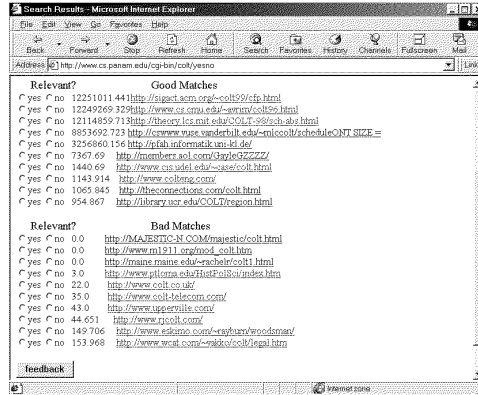 Search Results - Microsoft Internet Explorer
File Edit View Go Favorites Help
Back Forward Stop Refresh Home Search Favorites History Channels Fullscreen Mail
Address http://www.cs.panam.edu/cgi-bin/colt/yesno Link
Relevant? Good Matches
yes no 12251011.441 http://sigact.acm.org/~colt99/cfp.html
yes no 12249269.329 http://www.cs.cmu.edu/~avrim/colt96.html
yes no 12114859.713 http://theory.lcs.mit.edu/COLT-98/sch-abs.html
yes no 8853692.723 http://cswww.vuse.vanderbilt.edu/~mlccolt/scheduleONT SIZE =
yes no 3256860.156 http://pfah.informatik.uni-kl.de/
yes no 7367.69 http://members.aol.com/GayleGZZZZ/
yes no 1440.69 http://www.cis.udel.edu/~case/colt.html
yes no 1143.914 http://www.colteng.com/
yes no 1065.845 http://theconnections.com/colt.html
yes no 954.867 http://library.ucr.edu/COLT/region.html
Relevant? Bad Matches
yes no 0.0 http://MAJESTIC-N.COM/majestic/colt.html
yes no 0.0 http://www.m1911.org/mod_colt.htm
yes no 0.0 http://maine.maine.edu/~rachelr/colt1.html
yes no 3.0 http://www.ptloma.edu/HistPolSci/index.htm
yes no 22.0 http://www.colt.co.uk/
yes no 35.0 http://www.colt-telecom.com/
yes no 43.0 http://www.upperville.com/
yes no 44.651 http://www.rjcolt.com/
yes no 149.706 http://www.eskimo.com/~rayburn/woodsman/
yes no 153.968 http://www.wcat.com/~yakko/colt/legal.htm
feedback
Internet zone